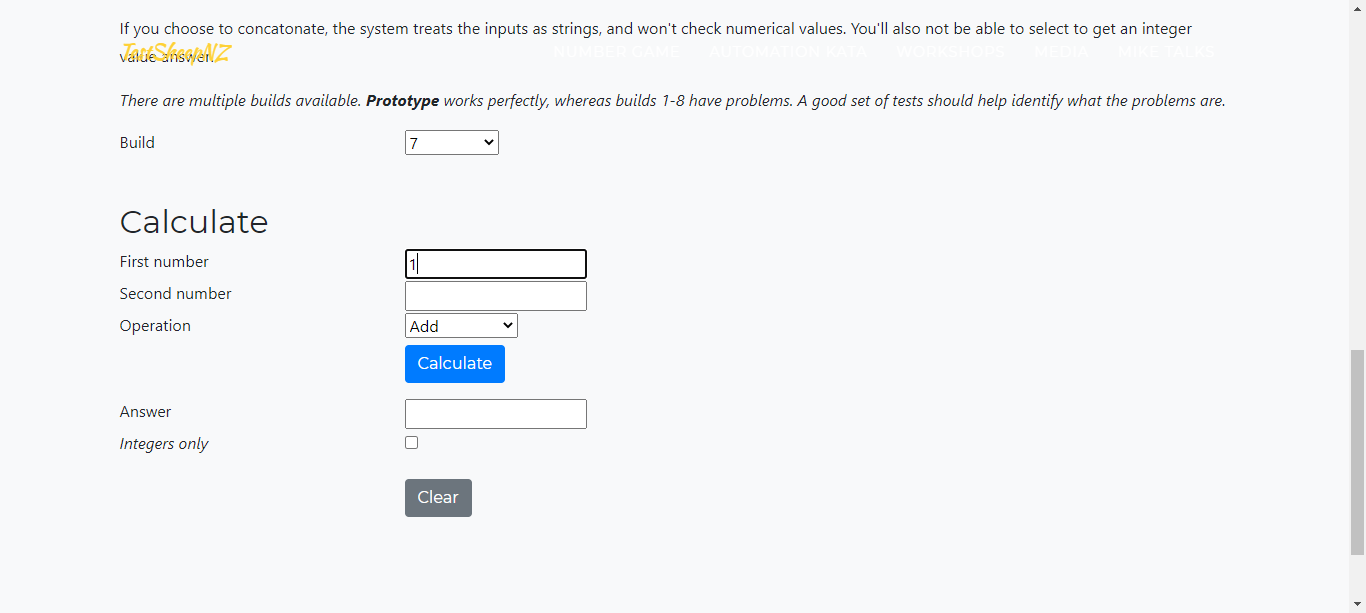 If you choose to concatonate, the system treats the inputs as strings, and won't check numerical values. You'll also not be able to select to get an integer
value answer.
TestSheepNZ
NUMBER GAME
AUTOMATION
WORKSHOPS
MEDIA
MIKE TALKS
There are multiple builds available. Prototype works perfectly, whereas builds 1-8 have problems. A good set of tests should help identify what the problems are.
Build
7
Calculate
First number
1
Second number
Operation
Add
Calculate
Answer
Integers only
Clear